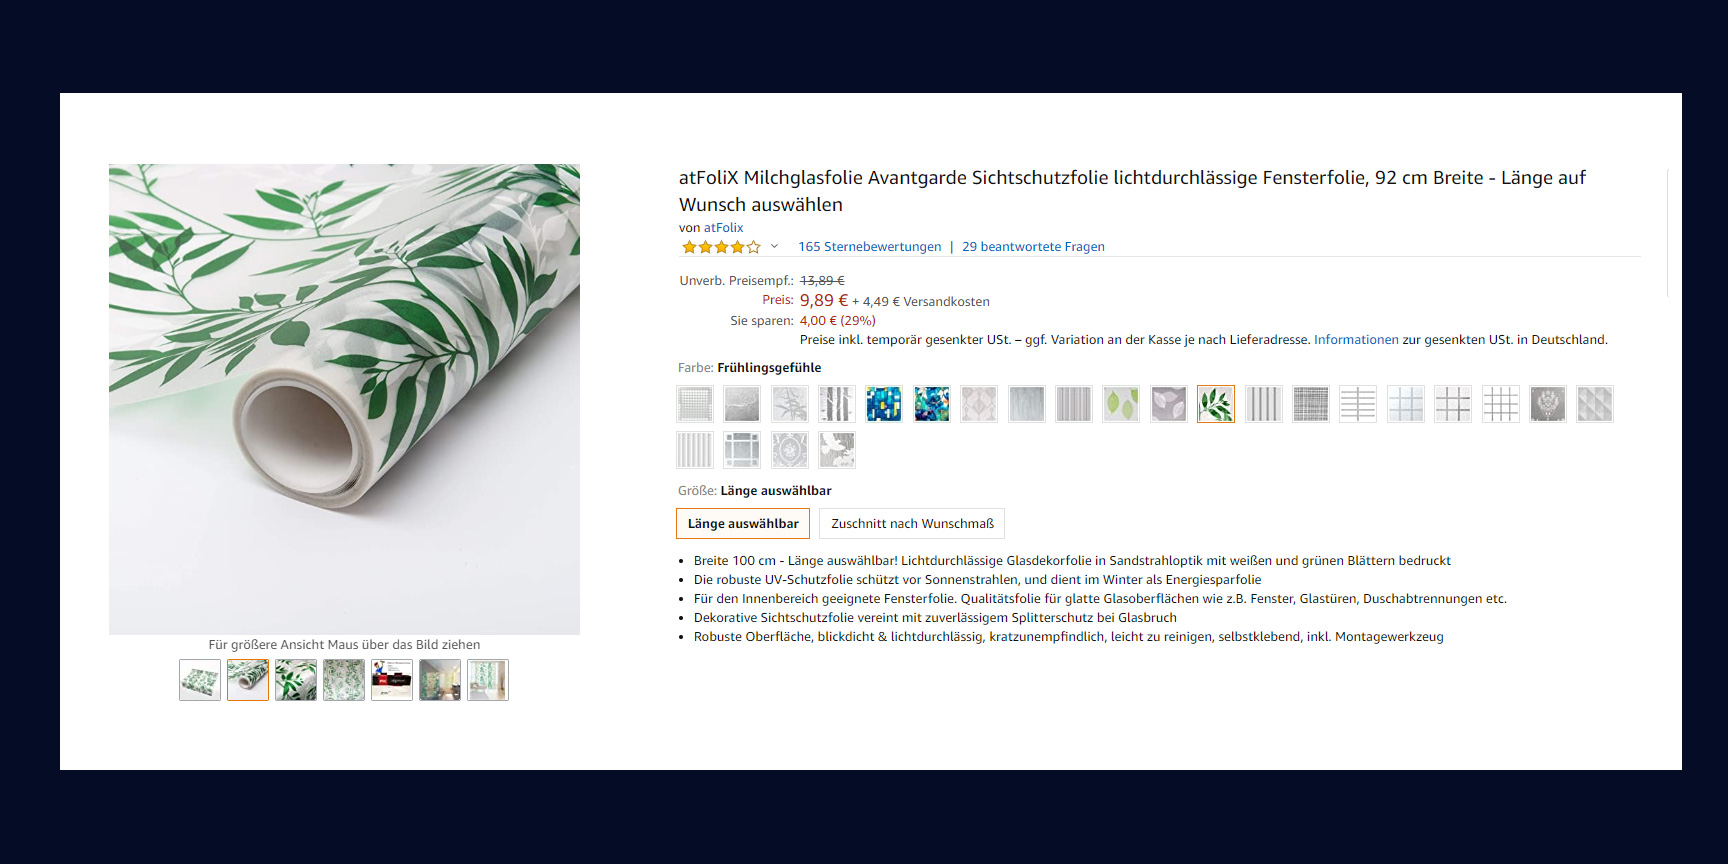 atFoliX Milchglasfolie Avantgarde Sichtschutzfolie lichtdurchlässige Fensterfolie, 92 cm Breite - Länge auf
Wunsch auswählen
von atFolix
165 Sternebewertungen | 29 beantwortete Fragen
Unverb. Preisempf.: 13,89 €
Preis: 9,89 € + 4,49 € Versandkosten
Sie sparen: 4,00 € (29%)
Preise inkl. temporär gesenkter USt. – ggf. Variation an der Kasse je nach Lieferadresse. Informationen zur gesenkten USt. in Deutschland.
Farbe: Frühlingsgefühle
Größe: Länge auswählbar
Länge auswählbar
Zuschnitt nach Wunschmaß
• Breite 100 cm - Länge auswählbar! Lichtdurchlässige Glasdekorfolie in Sandstrahloptik mit weißen und grünen Blättern bedruckt
• Die robuste UV-Schutzfolie schützt vor Sonnenstrahlen, und dient im Winter als Energiesparfolie
• Für den Innenbereich geeignete Fensterfolie. Qualitätsfolie für glatte Glasoberflächen wie z.B. Fenster, Glastüren, Duschabtrennungen etc.
• Dekorative Sichtschutzfolie vereint mit zuverlässigem Splitterschutz bei Glasbruch
• Robuste Oberfläche, blickdicht & lichtdurchlässig, kratzunempfindlich, leicht zu reinigen, selbstklebend, inkl. Montagewerkzeug
Für größere Ansicht Maus über das Bild ziehen